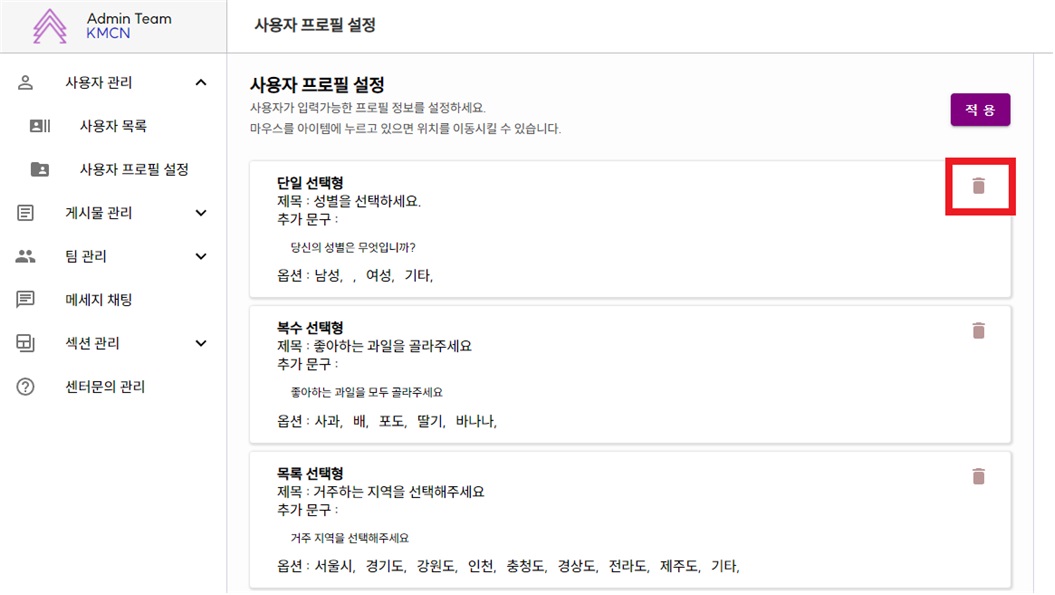 Admin Team
KMCN
사용자 프로필 설정
사용자 관리
사용자 목록
사용자 프로필 설정
게시물 관리
팀 관리
메세지 채팅
섹션 관리
센터문의 관리
사용자 프로필 설정
사용자가 입력가능한 프로필 정보를 설정하세요.
마우스를 아이템에 누르고 있으면 위치를 이동시킬 수 있습니다.
적 용
단일 선택형
제목 : 성별을 선택하세요.
추가 문구 :
당신의 성별은 무엇입니까?
옵션 : 남성, , 여성, 기타,
복수 선택형
제목 : 좋아하는 과일을 골라주세요
추가 문구 :
좋아하는 과일을 모두 골라주세요
옵션 : 사과, 배, 포도, 딸기, 바나나,
목록 선택형
제목 : 거주하는 지역을 선택해주세요
추가 문구 :
거주 지역을 선택해주세요
옵션 : 서울시, 경기도, 강원도, 인천, 충청도, 경상도, 전라도, 제주도, 기타,